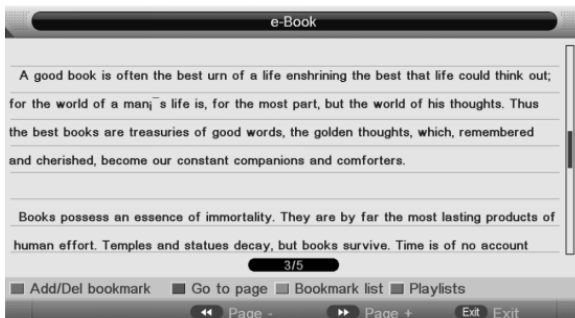 e-Book
A good book is often the best urn of a life enshrining the best that life could think out;
for the world of a man¡¯s life is, for the most part, but the world of his thoughts. Thus
the best books are treasuries of good words, the golden thoughts, which, remembered
and cherished, become our constant companions and comforters.
Books possess an essence of immortality. They are by far the most lasting products of
human effort. Temples and statues decay, but books survive. Time is of no account
3/5
Add/Del bookmark Go to page Bookmark list Playlists
Page - Page + Exit Exit